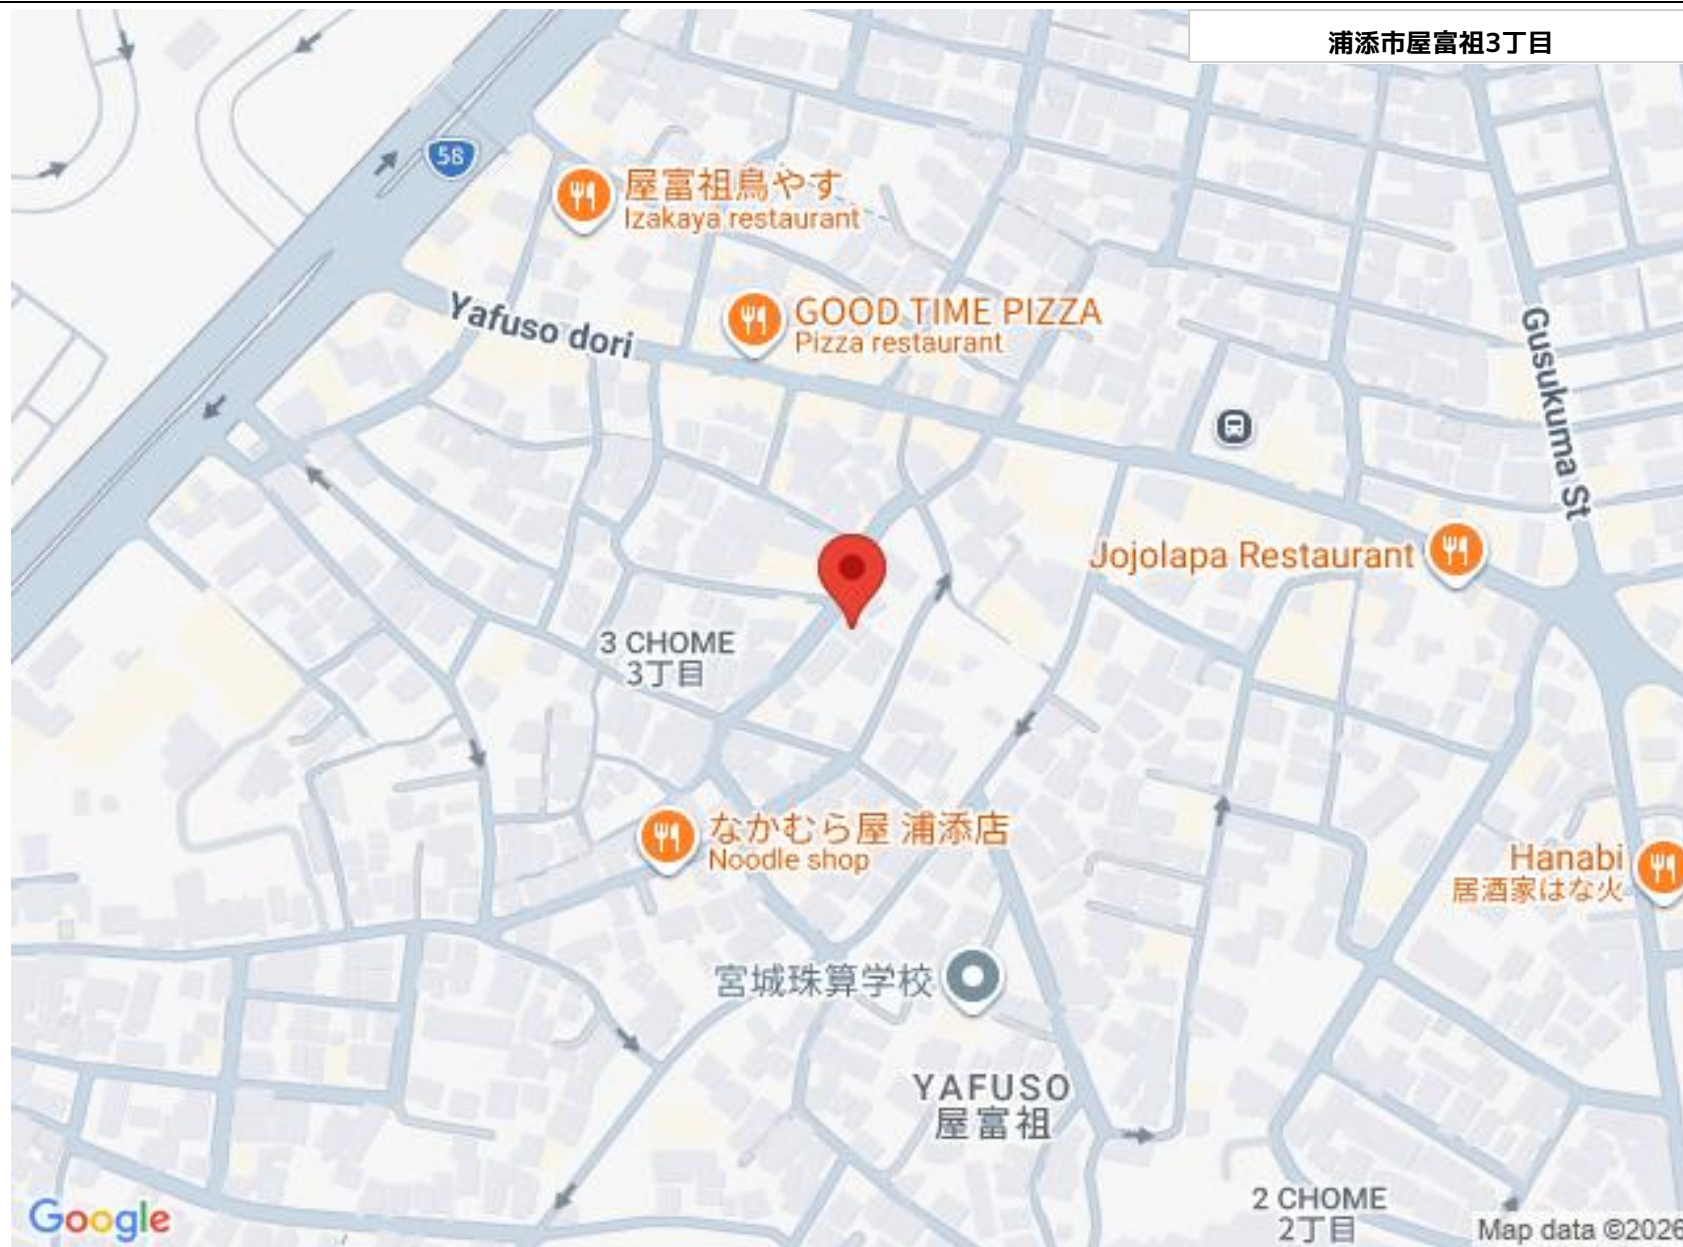 浦添市屋富祖3丁目
58
屋富祖鳥やす
Izakaya restaurant
Yafuso dori
GOOD TIME PIZZA
Pizza restaurant
Gusukuma St
Jojolapa Restaurant
3 CHOME
3丁目
なかむら屋 浦添店
Noodle shop
Hanabi
居酒家はな火
宮城珠算学校
YAFUSO
屋富祖
2 CHOME
2丁目
Google
Map data ©2026